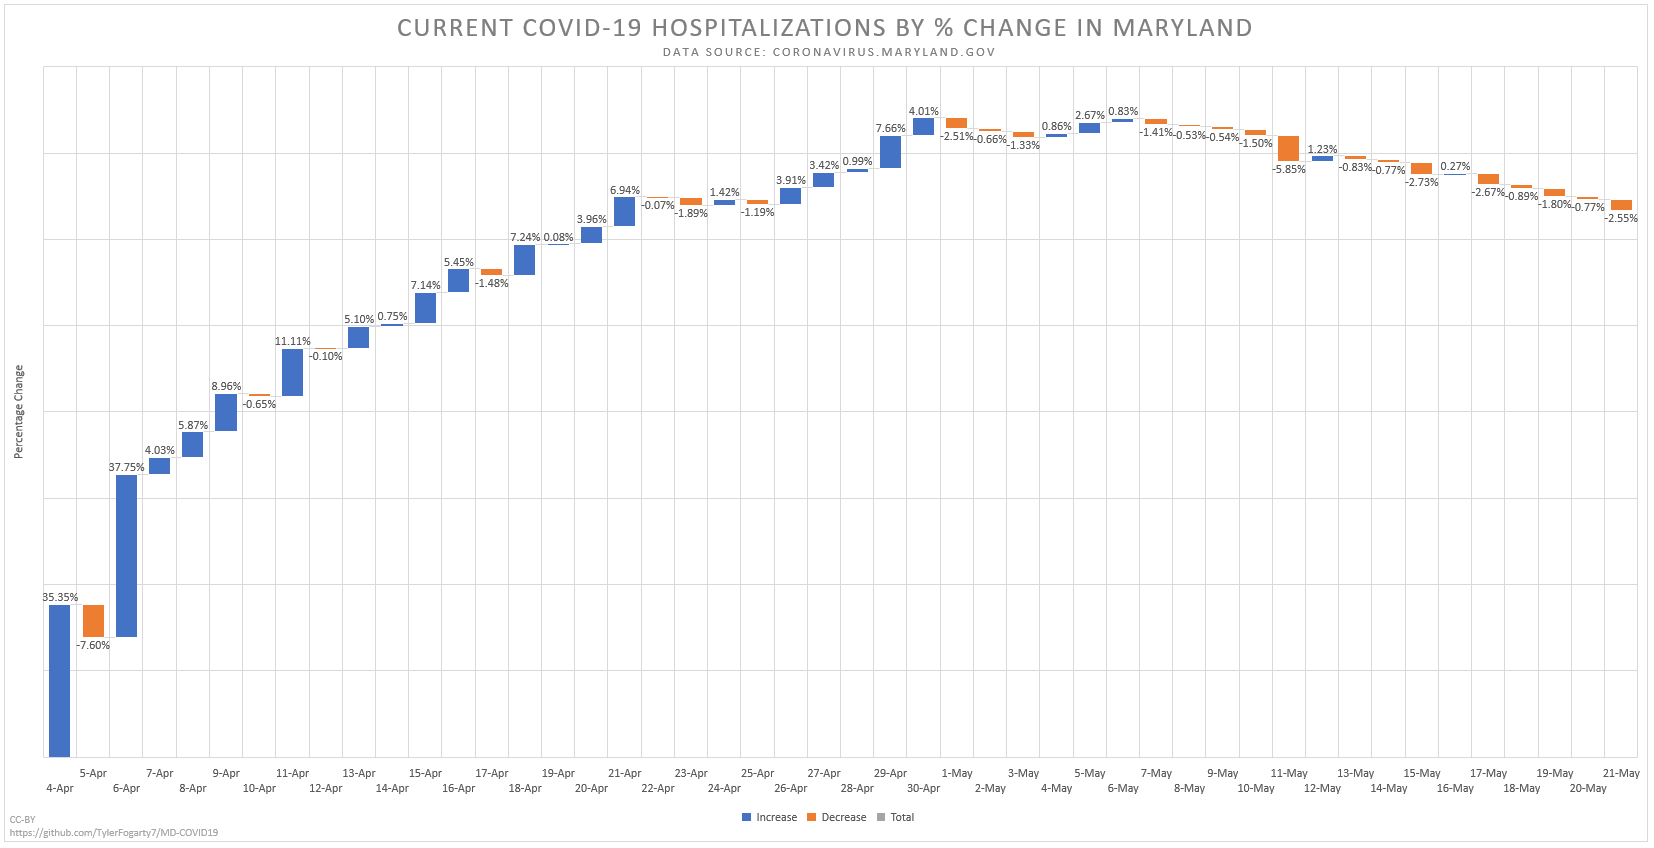 CURRENT COVID-19 HOSPITALIZATIONS BY % CHANGE IN MARYLAND
DATA SOURCE: CORONAVIRUS.MARYLAND.GOV
Percentage Change
35.35%
-7.60%
37.75%
4.03%
5.87%
8.96%
-0.65%
11.11%
-0.10%
5.10%
0.75%
7.14%
5.45%
-1.48%
7.24%
0.08%
3.96%
6.94%
-0.07%
-1.89%
1.42%
-1.19%
3.91%
3.42%
0.99%
7.66%
4.01%
-2.51%
-0.66%
-1.33%
0.86%
2.67%
0.83%
-1.41%
-0.53%
-0.54%
-1.50%
-5.85%
1.23%
-0.83%
-0.77%
-2.73%
0.27%
-2.67%
-0.89%
-1.80%
-0.77%
-2.55%
4-Apr
5-Apr
6-Apr
7-Apr
8-Apr
9-Apr
10-Apr
11-Apr
12-Apr
13-Apr
14-Apr
15-Apr
16-Apr
17-Apr
18-Apr
19-Apr
20-Apr
21-Apr
22-Apr
23-Apr
24-Apr
25-Apr
26-Apr
27-Apr
28-Apr
29-Apr
30-Apr
1-May
2-May
3-May
4-May
5-May
6-May
7-May
8-May
9-May
10-May
11-May
12-May
13-May
14-May
15-May
16-May
17-May
18-May
19-May
20-May
21-May
Increase
Decrease
Total
CC-BY
https://github.com/TylerFogarty7/MD-COVID19